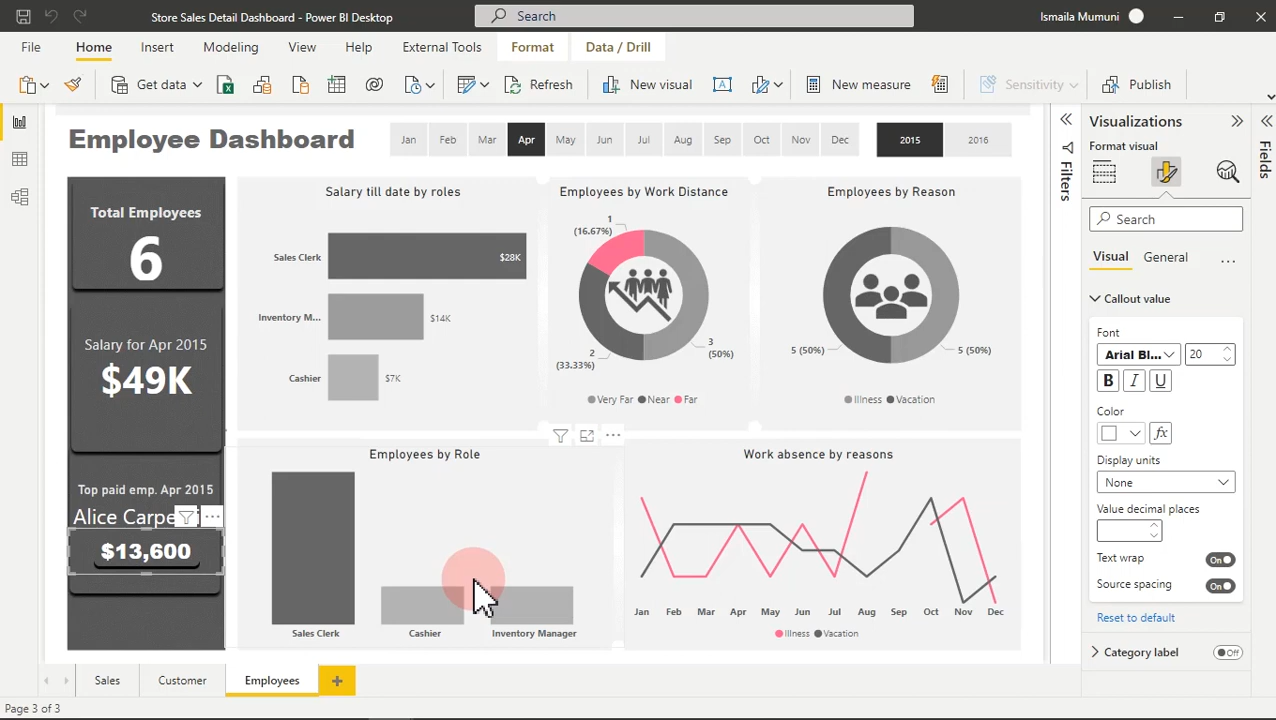 Store Sales Detail Dashboard - Power BI Desktop
Search
Ismaila Mumuni
File Home Insert Modeling View Help External Tools Format Data / Drill
Get data Refresh New visual New measure Sensitivity Publish
Employee Dashboard
Jan Feb Mar Apr May Jun Jul Aug Sep Oct Nov Dec
2015 2016
Total Employees
6
Salary for Apr 2015
$49K
Top paid emp. Apr 2015
Alice Carpe
$13,600
Salary till date by roles
Sales Clerk $28K
Inventory M... $14K
Cashier $7K
Employees by Work Distance
1
(16.67%)
3
(50%)
2
(33.33%)
Very Far Near Far
Employees by Reason
5 (50%) 5 (50%)
Illness Vacation
Employees by Role
Sales Clerk Cashier Inventory Manager
Work absence by reasons
Jan Feb Mar Apr May Jun Jul Aug Sep Oct Nov Dec
Illness Vacation
Filters
Visualizations
Format visual
Search
Visual General ...
Callout value
Font
Arial Bl... 20
B I U
Color
fx
Display units
None
Value decimal places
Text wrap On
Source spacing On
Reset to default
Category label Off
Fields
Sales Customer Employees +
Page 3 of 3